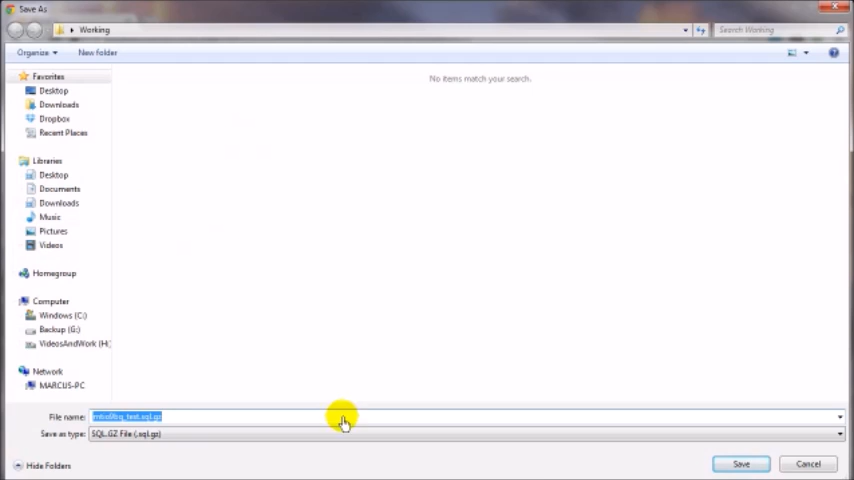 Save As
Working
Search Working
Organize
New folder
Favorites
No items match your search.
Desktop
Downloads
Dropbox
Recent Places
Libraries
Desktop
Documents
Downloads
Music
Pictures
Videos
Homegroup
Computer
Windows (C:)
Backup (G:)
VideosAndWork (H:
Network
MARCUS-PC
File name:
Save as type: SQL.GZ File (.sql.gz)
Hide Folders
Save
Cancel